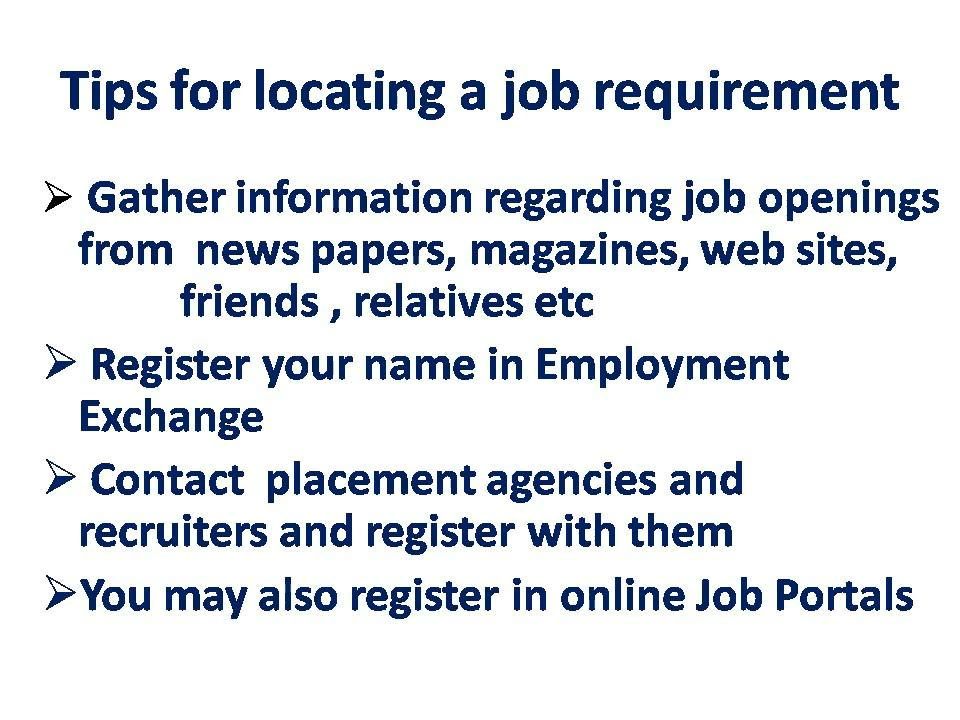 Tips for locating a job requirement
➢ Gather information regarding job openings
from  news papers, magazines, web sites,
friends , relatives etc
➢ Register your name in Employment
Exchange
➢ Contact  placement agencies and
recruiters and register with them
➢You may also register in online Job Portals